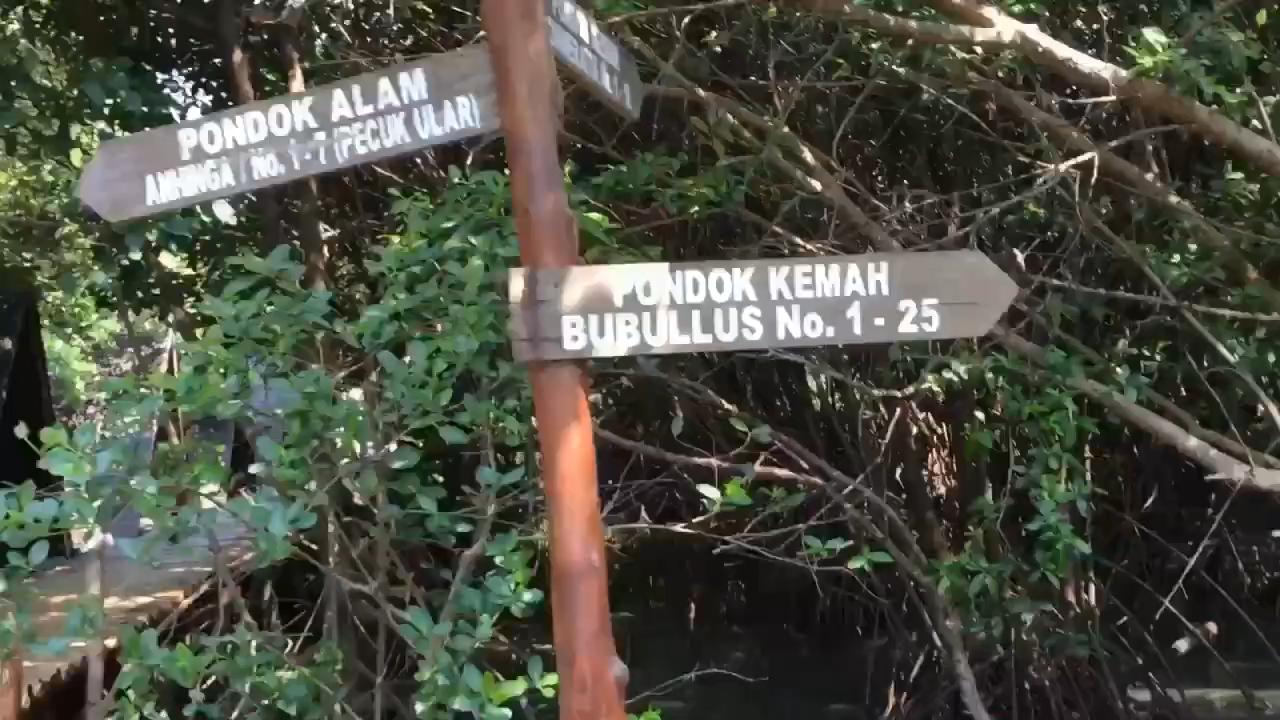 PONDOK ALAM
ANHINGA / No. 1 - 7 (PECUK ULAR)
PONDOK KEMAH
BUBULLUS No. 1 - 25